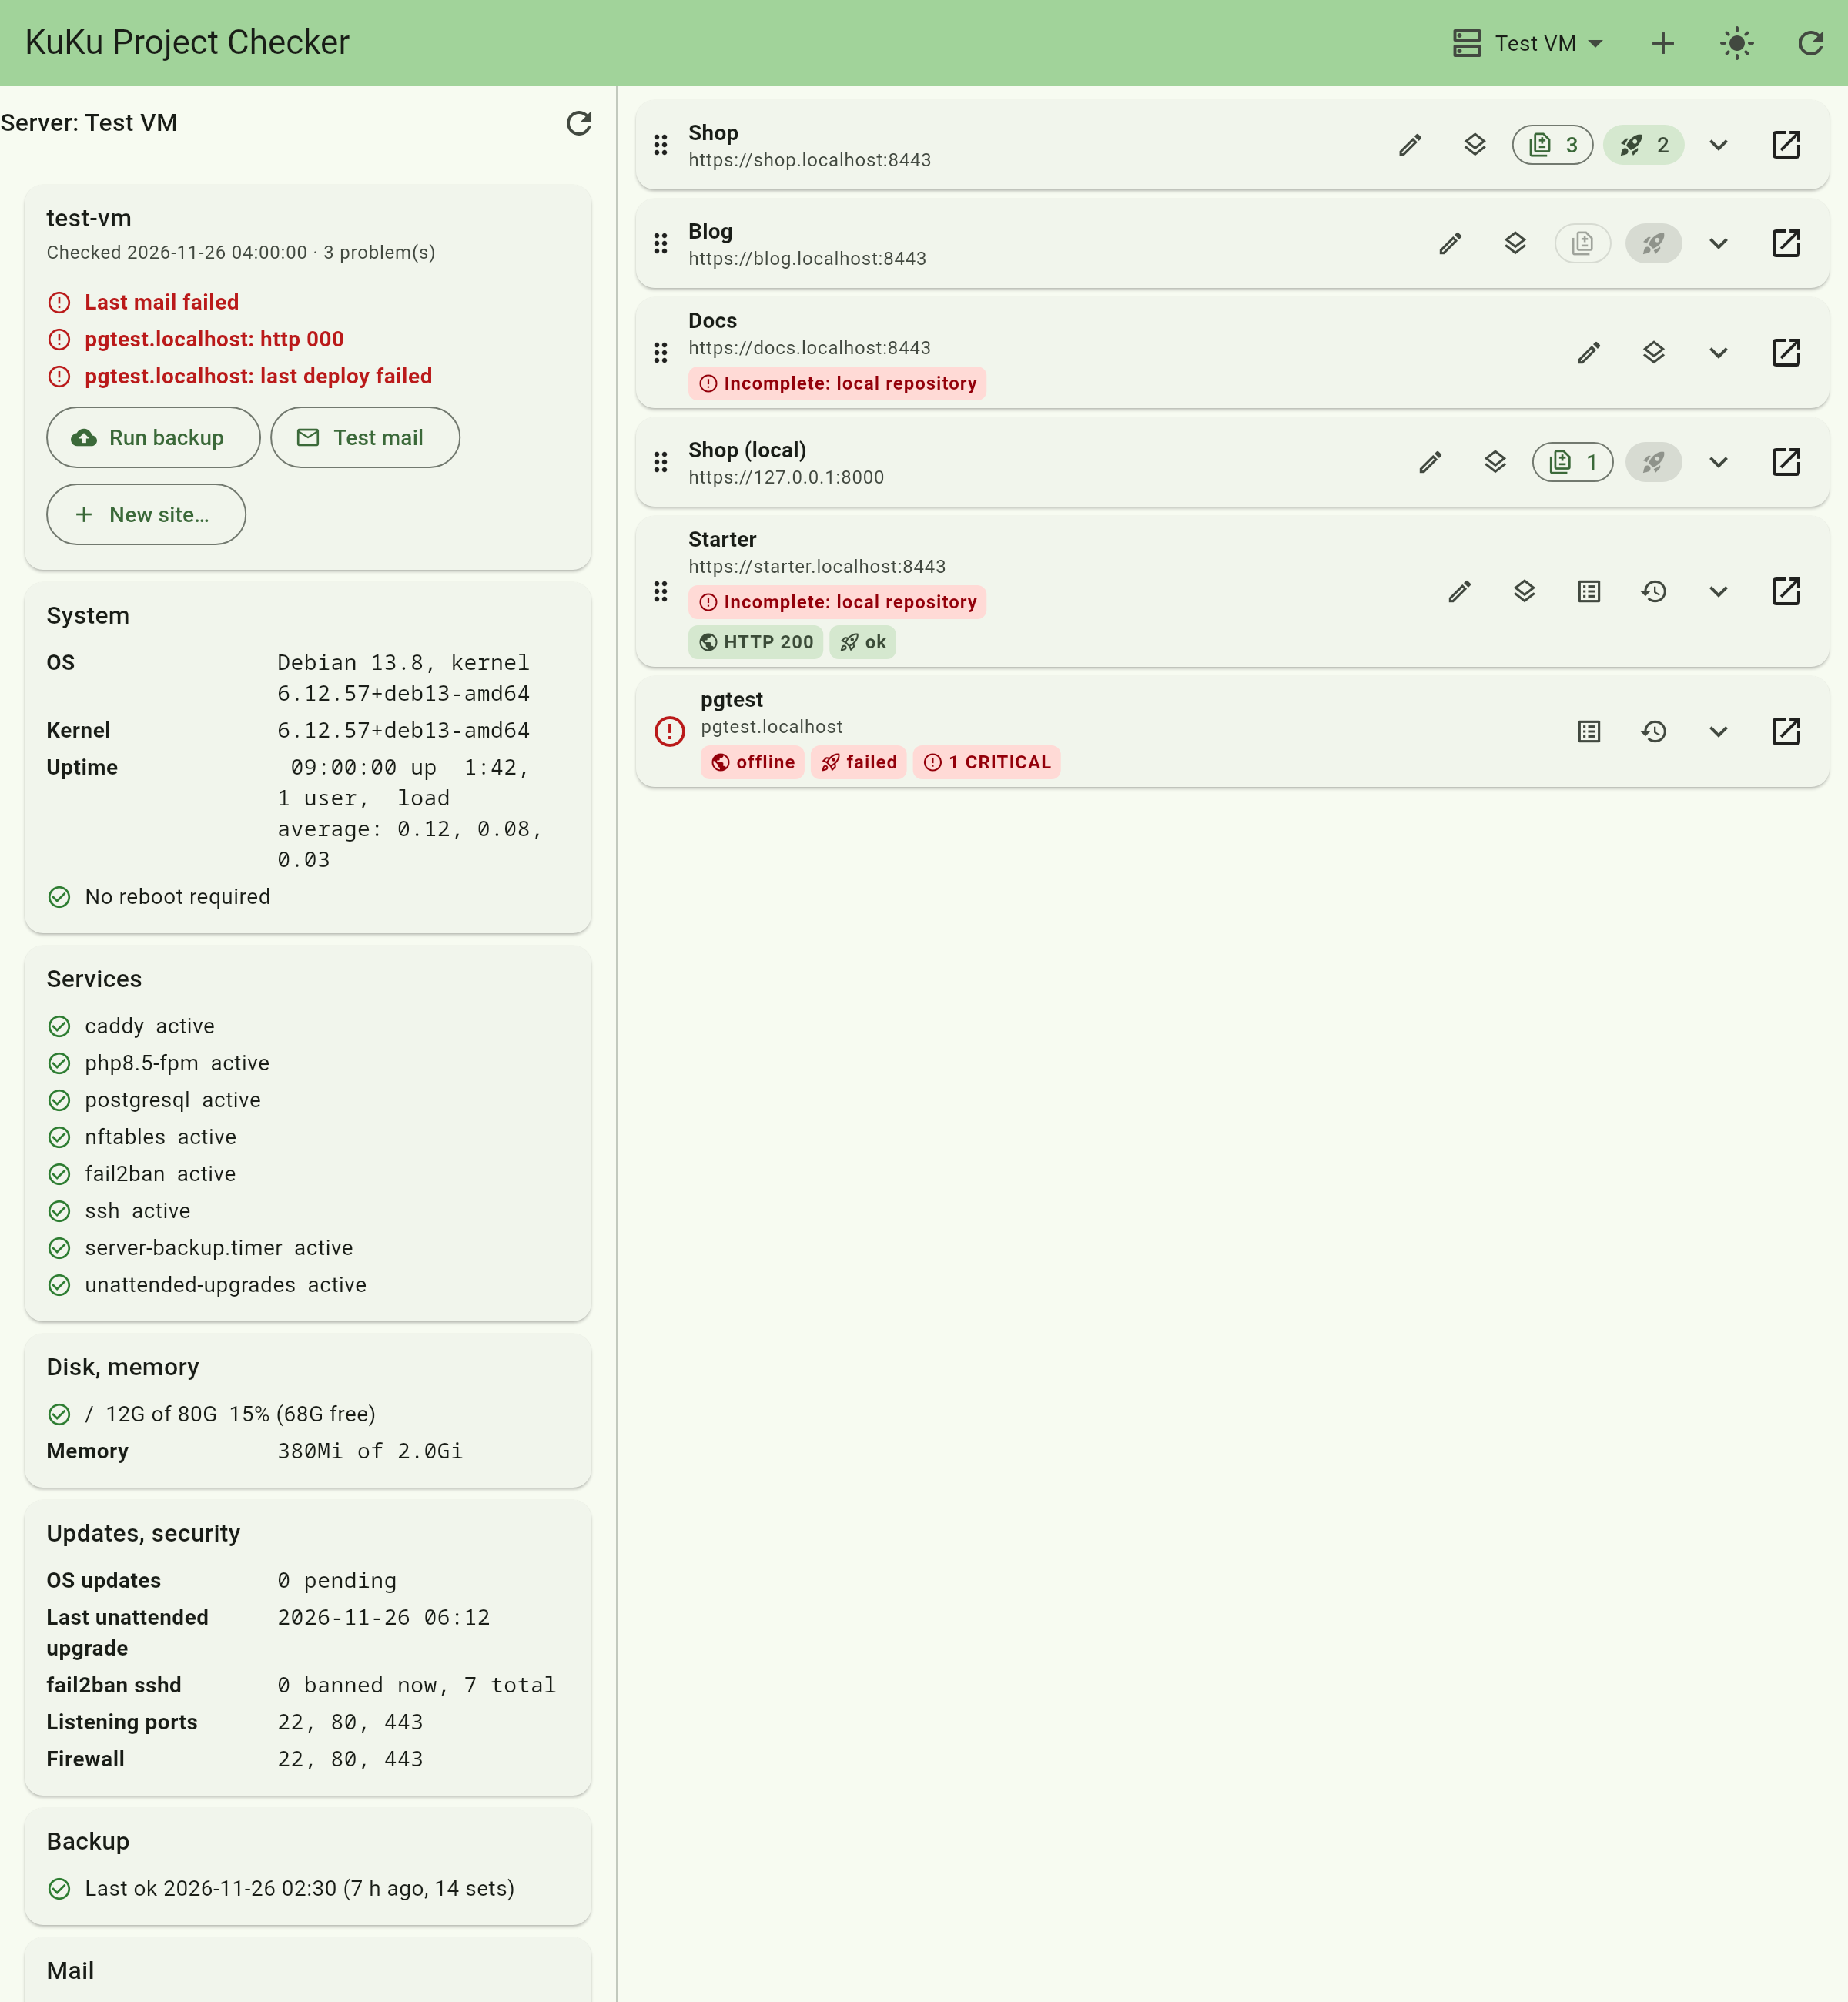 KuKu Project Checker
Test VM
Server: Test VM
test-vm
Checked 2026-11-26 04:00:00 · 3 problem(s)
Last mail failed
pgtest.localhost: http 000
pgtest.localhost: last deploy failed
Run backup
Test mail
New site…
System
OS
Debian 13.8, kernel
6.12.57+deb13-amd64
Kernel
6.12.57+deb13-amd64
Uptime
09:00:00 up  1:42,
1 user,  load
average: 0.12, 0.08,
0.03
No reboot required
Services
caddy active
php8.5-fpm active
postgresql active
nftables active
fail2ban active
ssh active
server-backup.timer active
unattended-upgrades active
Disk, memory
/ 12G of 80G 15% (68G free)
Memory
380Mi of 2.0Gi
Updates, security
OS updates
0 pending
Last unattended
upgrade
2026-11-26 06:12
fail2ban sshd
0 banned now, 7 total
Listening ports
22, 80, 443
Firewall
22, 80, 443
Backup
Last ok 2026-11-26 02:30 (7 h ago, 14 sets)
Mail
Shop
https://shop.localhost:8443
3
2
Blog
https://blog.localhost:8443
Docs
https://docs.localhost:8443
Incomplete: local repository
Shop (local)
https://127.0.0.1:8000
1
Starter
https://starter.localhost:8443
Incomplete: local repository
HTTP 200
ok
pgtest
pgtest.localhost
offline
failed
1 CRITICAL